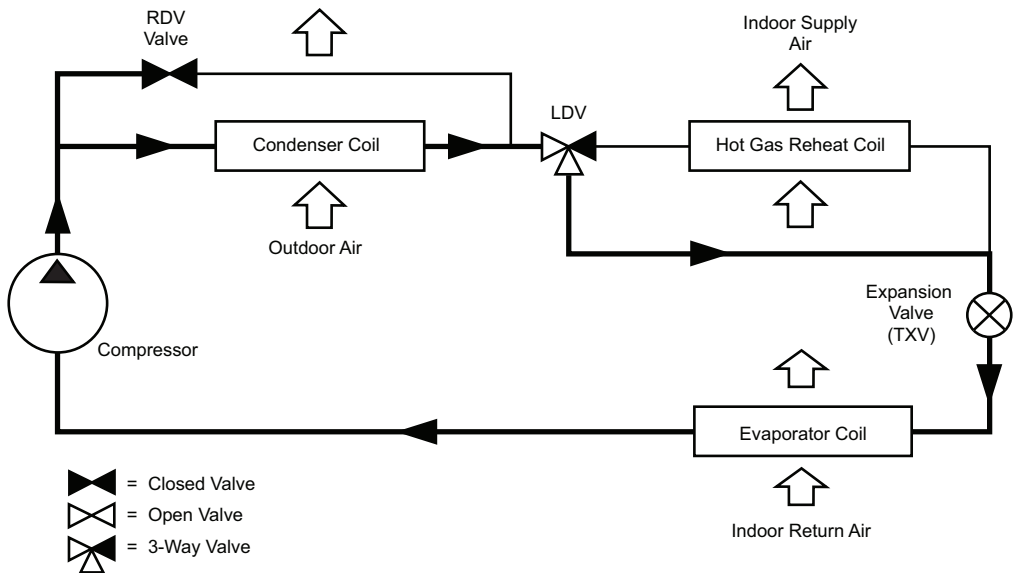 RDV
Valve
Indoor Supply
Air
LDV
Condenser Coil
Hot Gas Reheat Coil
Outdoor Air
Expansion
Valve
(TXV)
Compressor
Evaporator Coil
Indoor Return Air
= Closed Valve
= Open Valve
= 3-Way Valve